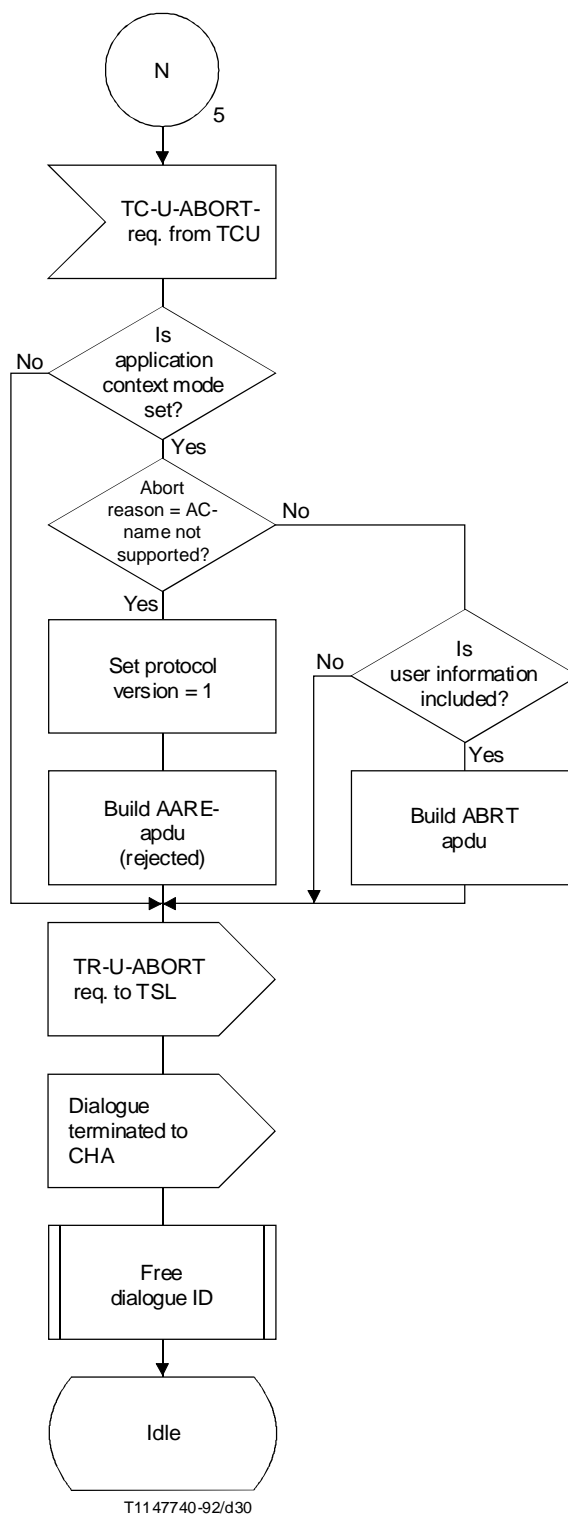 N
5
TC-U-ABORT-
req. from TCU
Is
application
context mode
set?
No
Yes
Abort
reason = AC-
name not
supported?
No
Yes
Set protocol
version = 1
Is
user information
included?
No
Yes
Build AARE-
apdu
(rejected)
Build ABRT
apdu
TR-U-ABORT
req. to TSL
Dialogue
terminated to
CHA
Free
dialogue ID
Idle
T1147740-92/d30